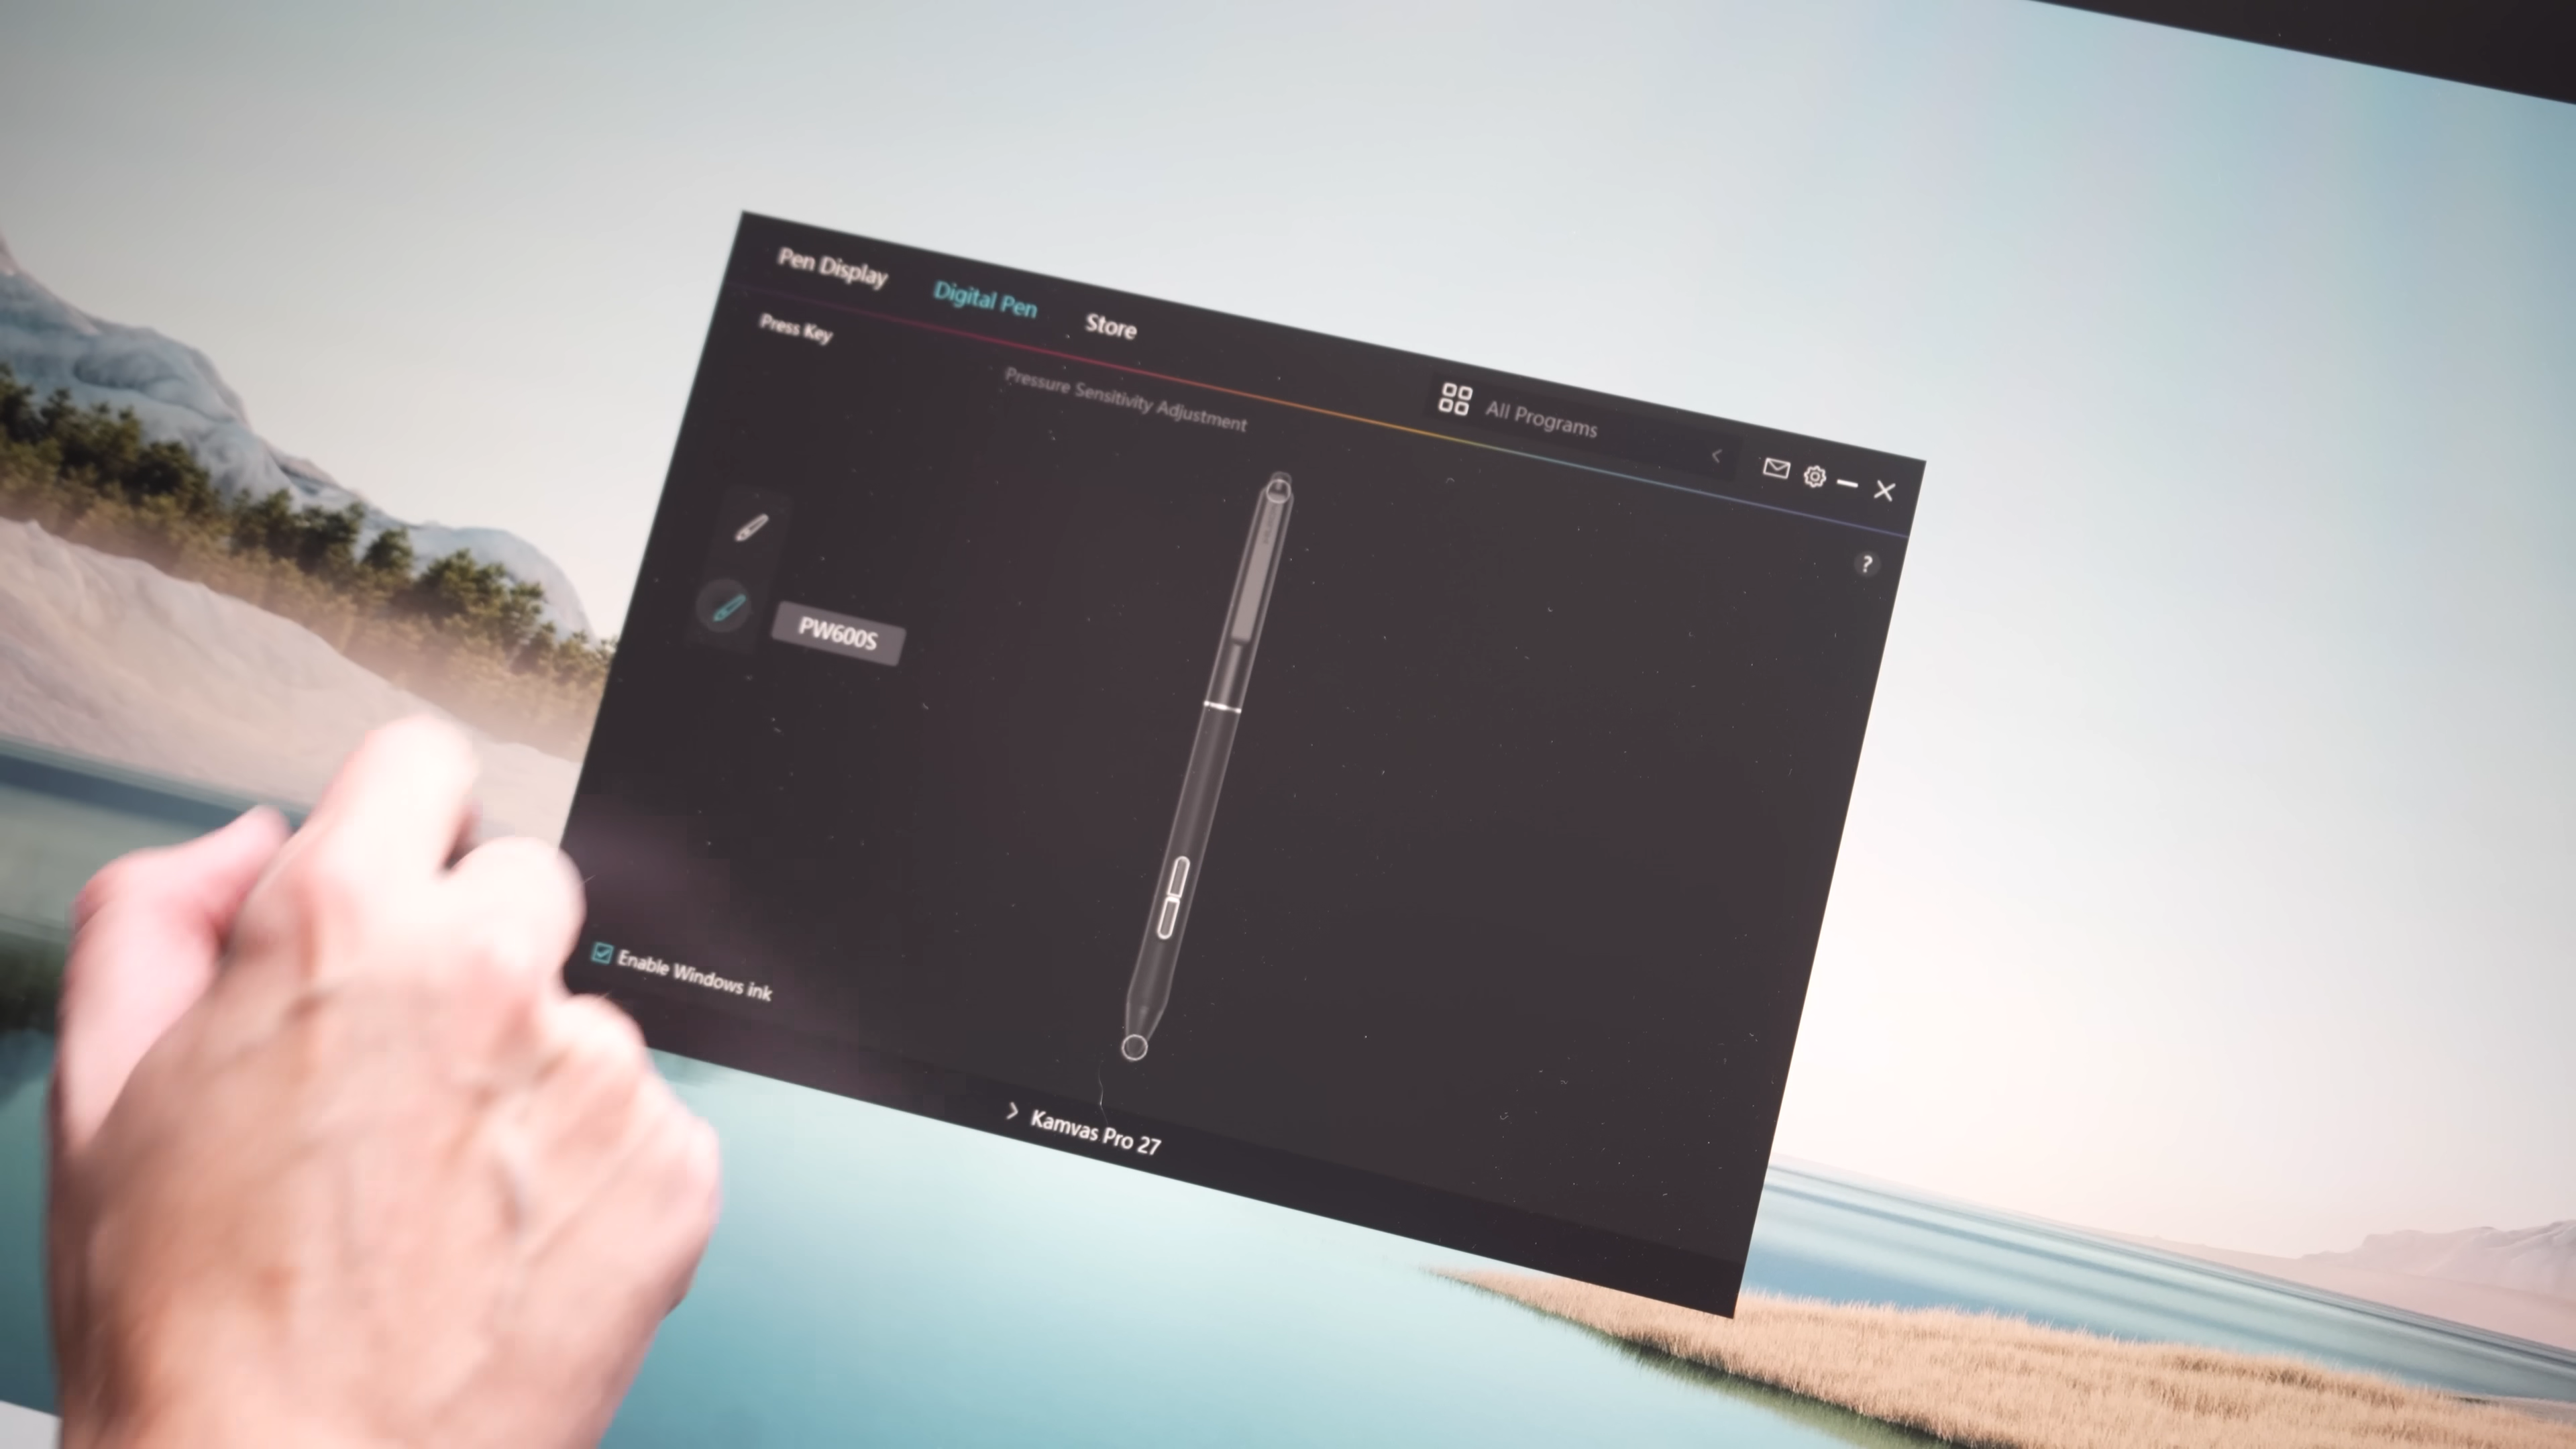 Pen Display
Digital Pen
Store
All Programs
Press Key
Pressure Sensitivity Adjustment
?
PW600S
Enable Windows ink
Kamvas Pro 27